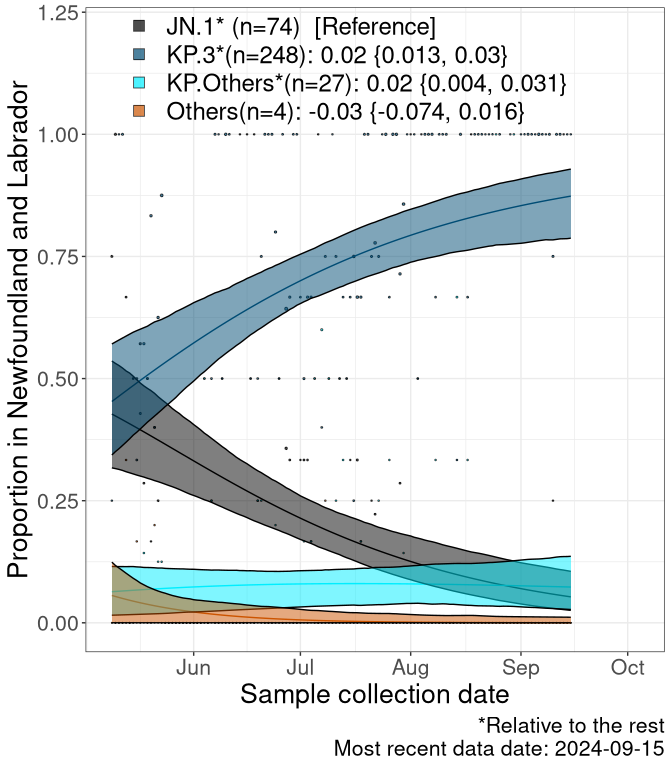 JN.1* (n=74)  [Reference]
KP.3*(n=248): 0.02 {0.013, 0.03}
KP.Others*(n=27): 0.02 {0.004, 0.031}
Others(n=4): -0.03 {-0.074, 0.016}
Proportion in Newfoundland and Labrador
1.25
1.00
0.75
0.50
0.25
0.00
Jun Jul Aug Sep Oct
Sample collection date
*Relative to the rest
Most recent data date: 2024-09-15